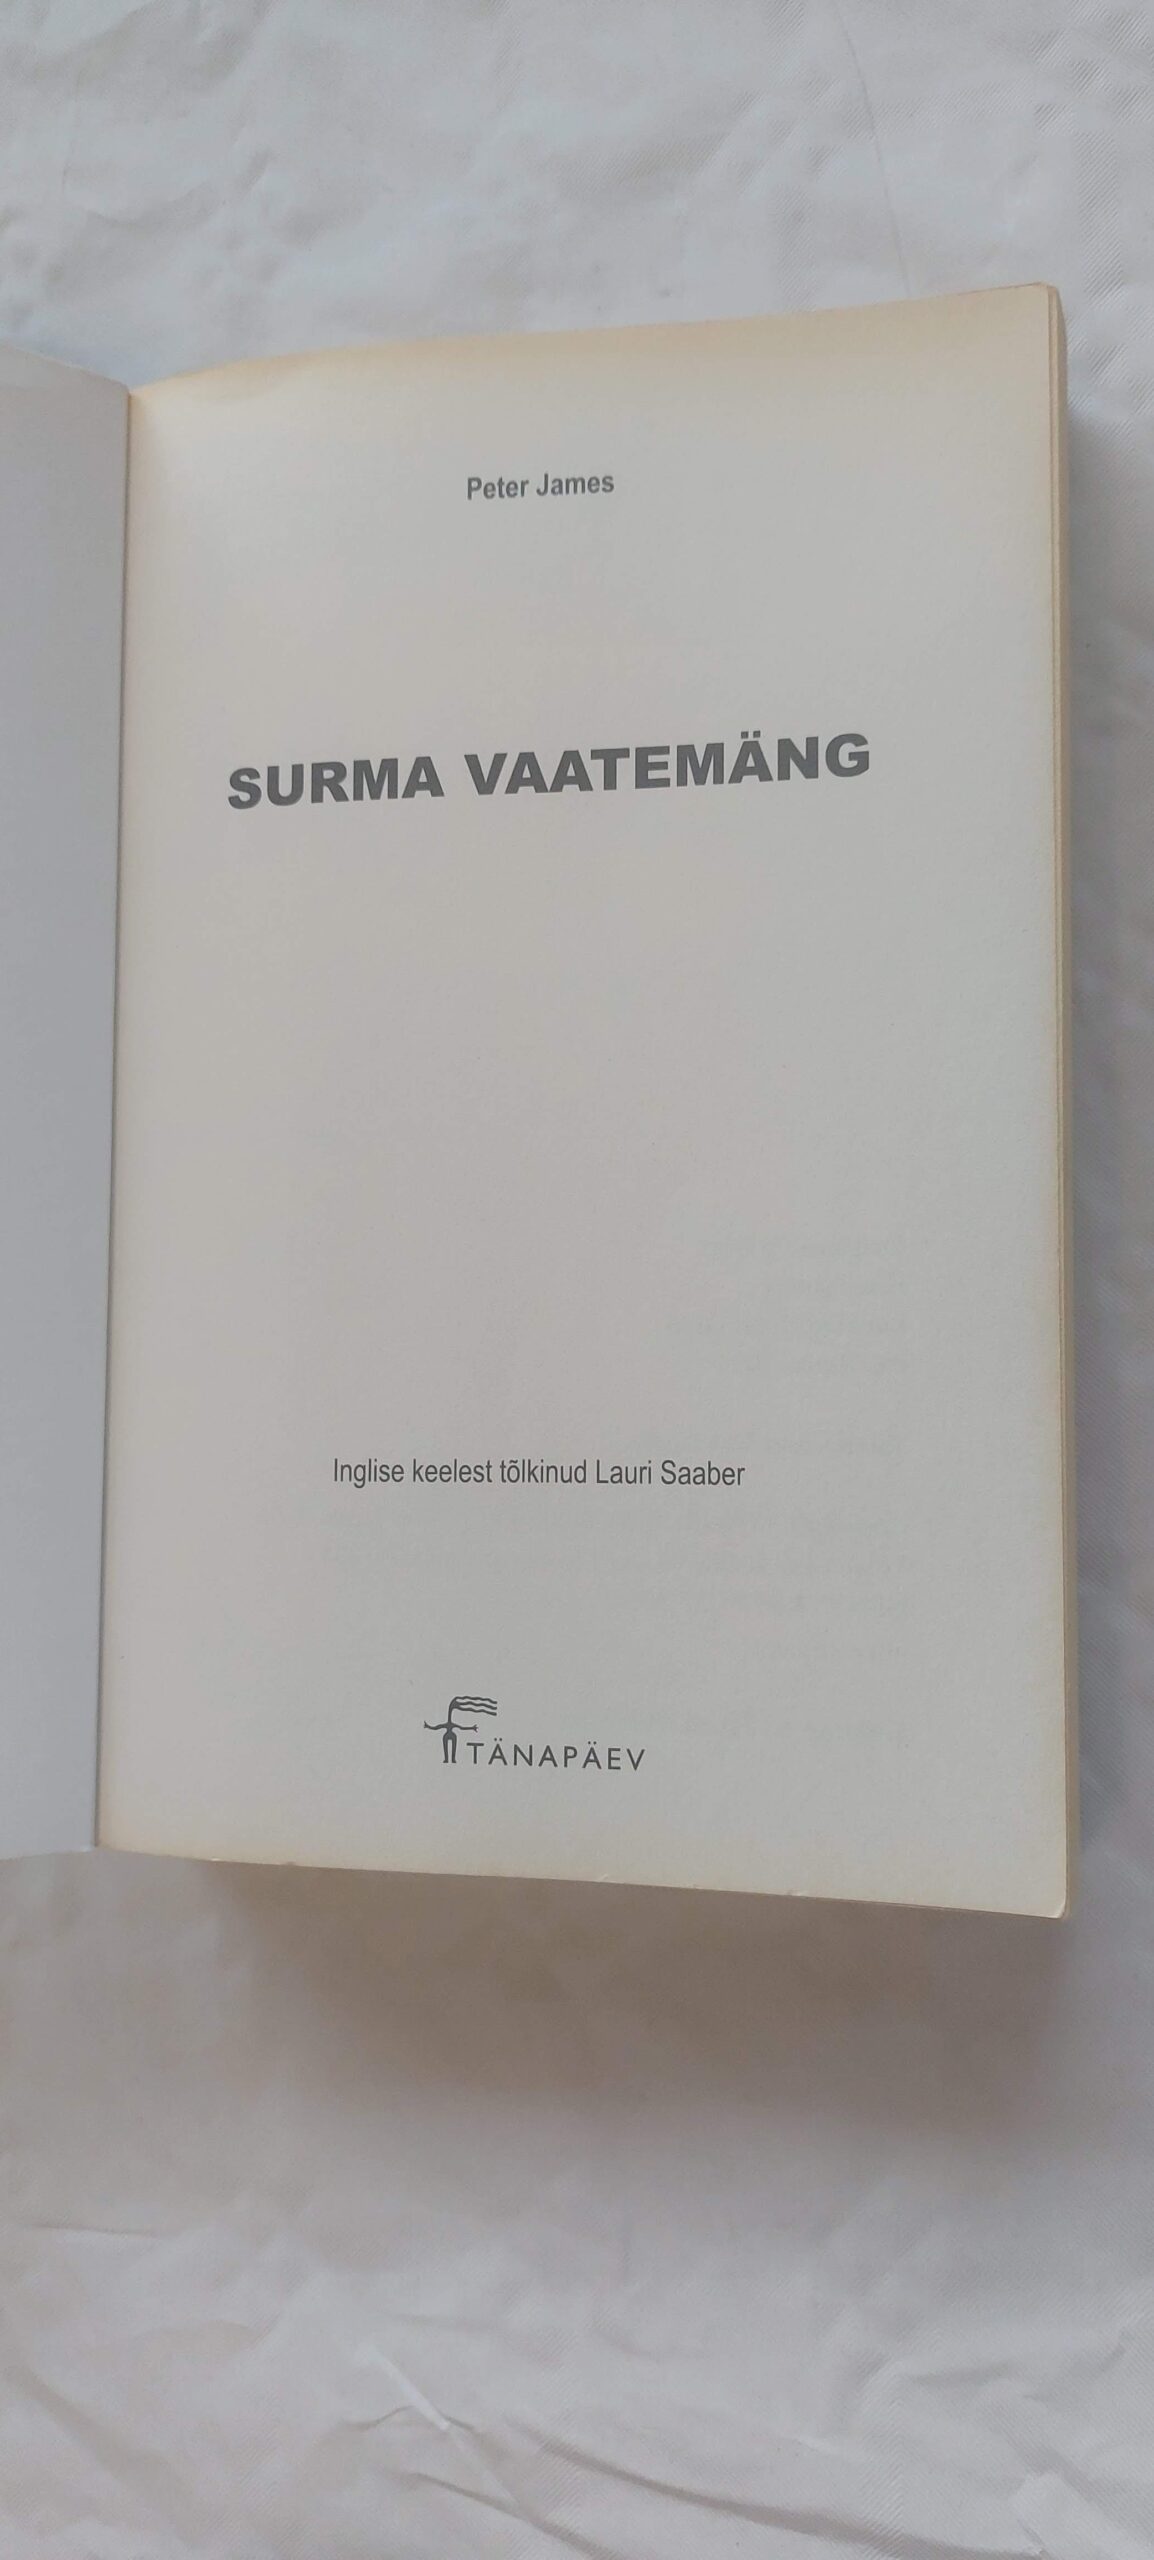 Peter James
SURMA VAATEMÄNG
Inglise keelest tõlkinud Lauri Saaber
TÄNAPÄEV